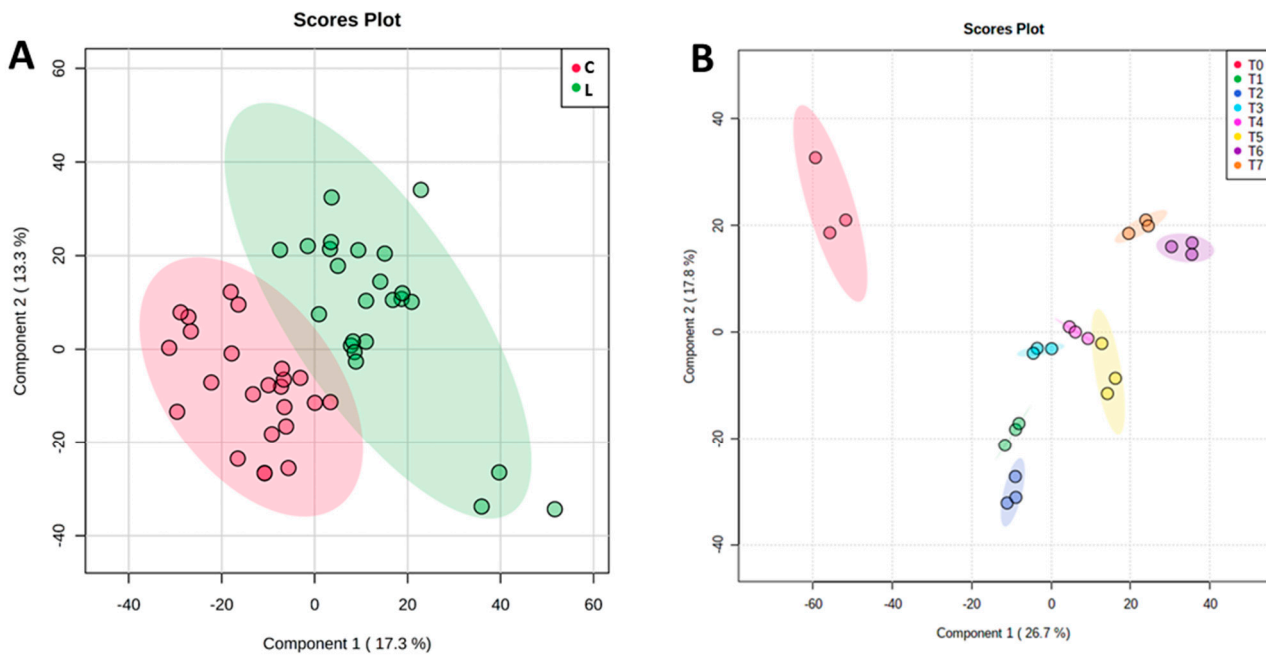 A
Scores Plot
C
L
60
40
20
0
-20
-40
Component 2 ( 13.3 %)
-40
-20
0
20
40
60
Component 1 ( 17.3 %)
B
Scores Plot
T0
T1
T2
T3
T4
T5
T6
T7
40
20
0
-20
-40
Component 2 ( 17.8 %)
-60
-40
-20
0
20
40
Component 1 ( 26.7 %)